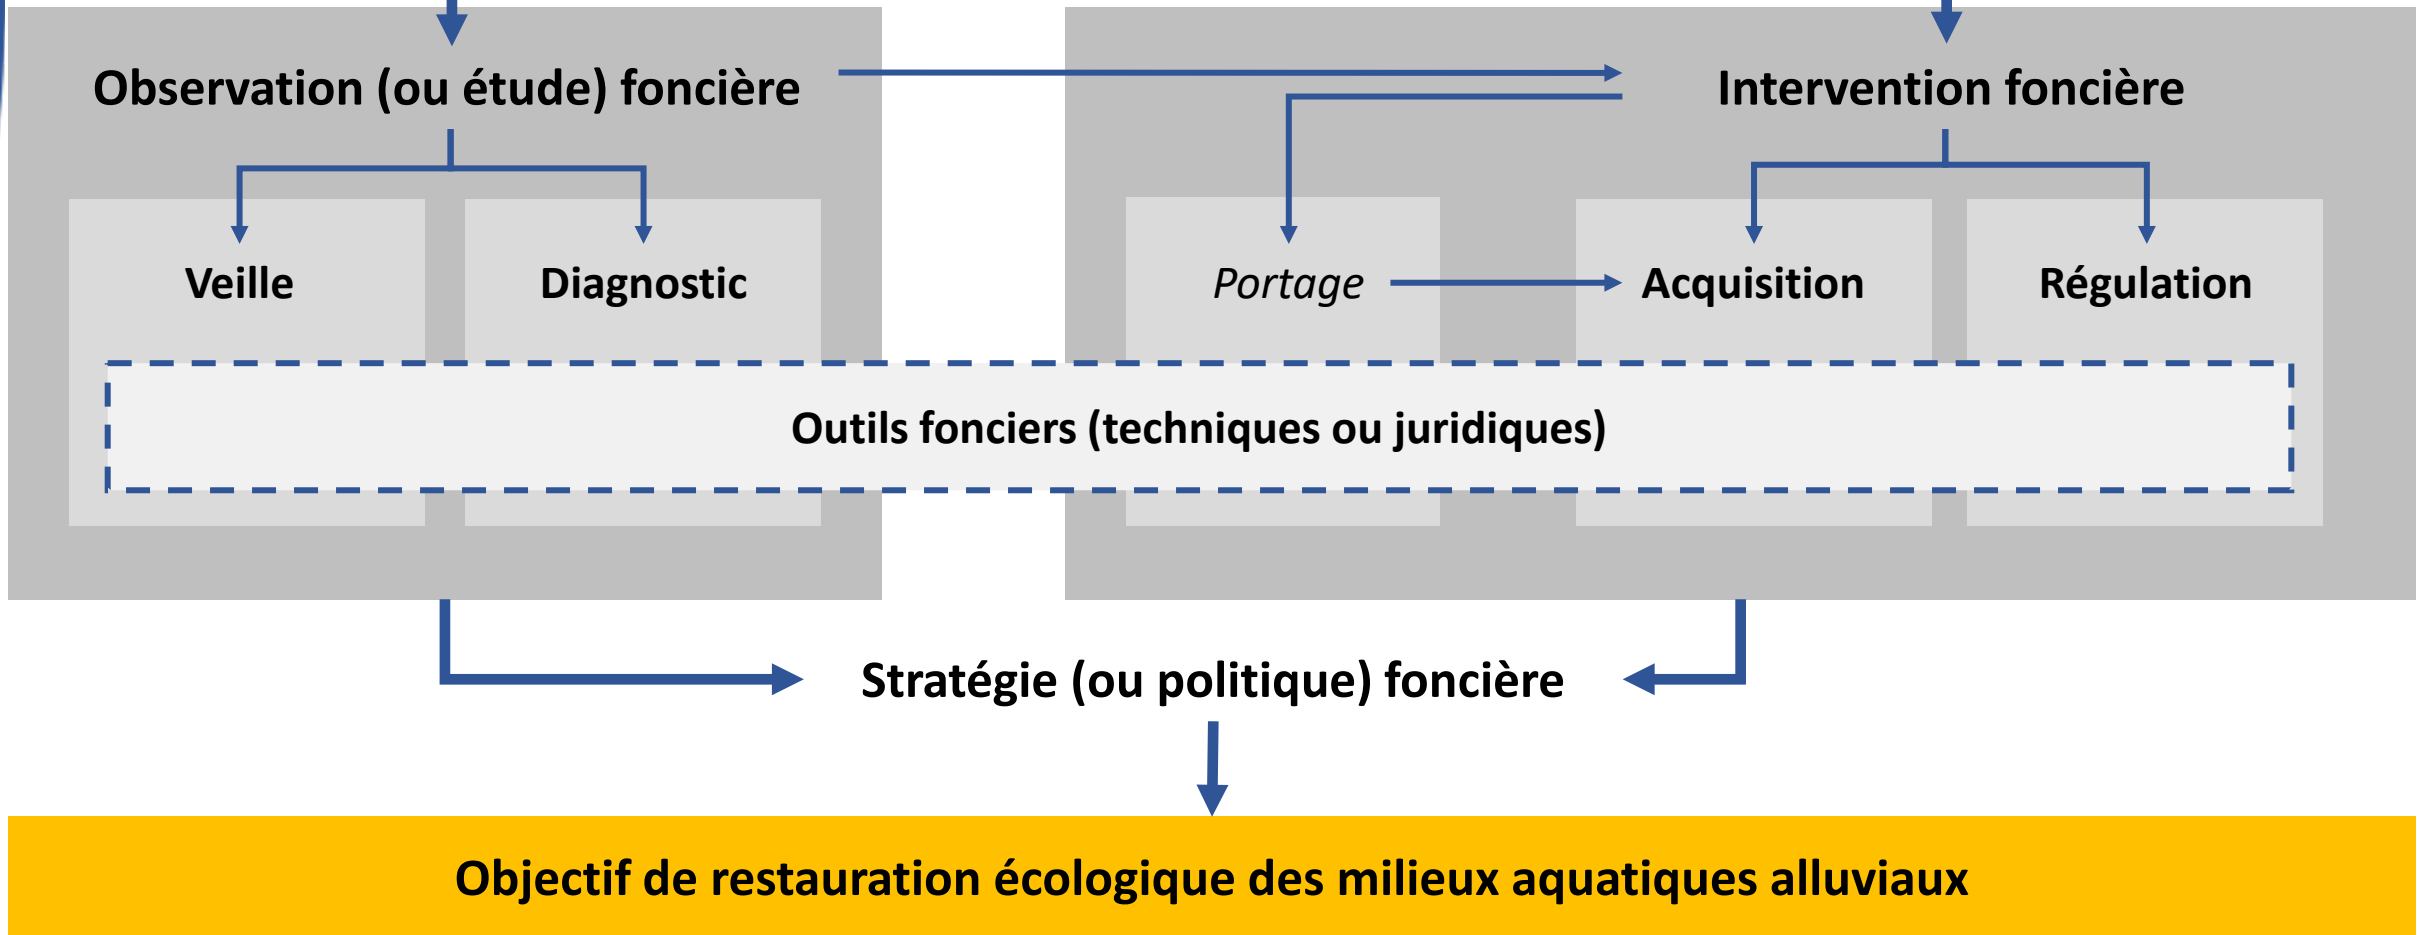 Observation (ou étude) foncière
Intervention foncière
Veille
Diagnostic
Portage
Acquisition
Régulation
Outils fonciers (techniques ou juridiques)
Stratégie (ou politique) foncière
Objectif de restauration écologique des milieux aquatiques alluviaux